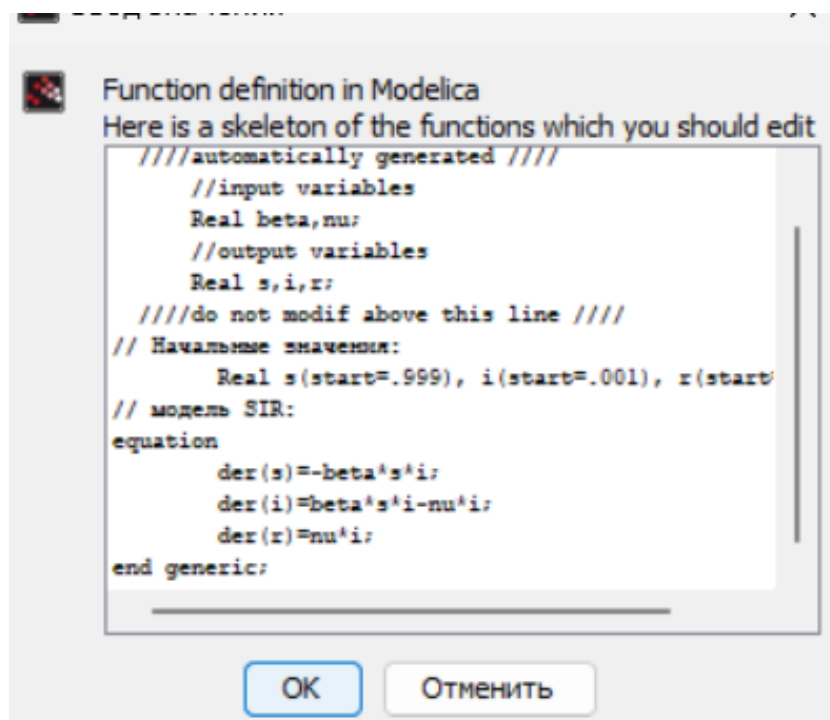 Function definition in Modelica
Here is a skeleton of the functions which you should edit
////automatically generated ////
//input variables
Real beta,nu;
//output variables
Real s,i,r;
////do not modif above this line ////
// Начальные значения:
Real s(start=.999), i(start=.001), r(start
// модель SIR:
equation
der(s)=-beta*s*i;
der(i)=beta*s*i-nu*i;
der(r)=nu*i;
end generic;
OK
Отменить